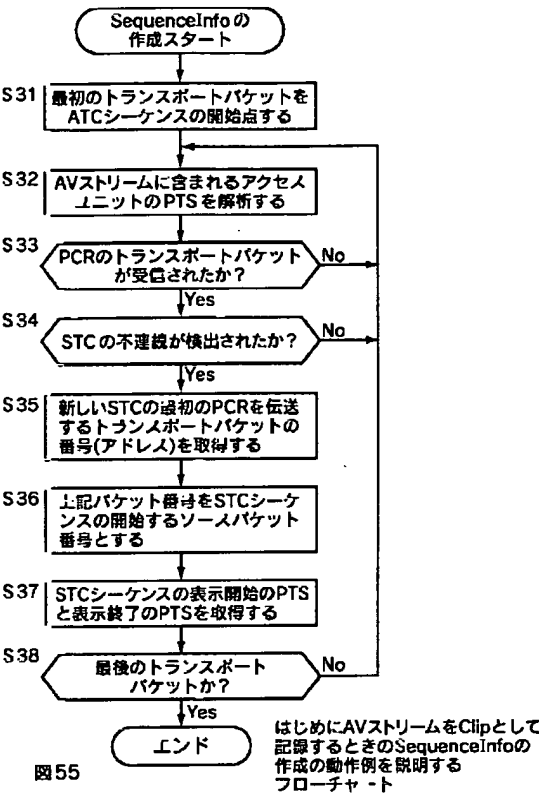 SequenceInfoの
作成スタート
S31
最初のトランスポートパケットを
ATCシーケンスの開始点する
S32
AVストリームに含まれるアクセス
ユニットのPTSを解析する
S33
PCRのトランスポートパケット
が受信されたか?
No
Yes
S34
STCの不連線が検出されたか?
No
Yes
S35
新しいSTCの最初のPCRを伝送
するトランスポートパケットの
番号(アドレス)を取得する
S36
上記パケット番号をSTCシーケ
ンスの開始するソースパケット
番号とする
S37
STCシーケンスの表示開始のPTS
と表示終了のPTSを取得する
S38
最後のトランスポート
パケットか?
No
Yes
エンド
図55
はじめにAVストリームをClipとして
記録するときのSequenceInfoの
作成の動作例を説明する
フローチャート